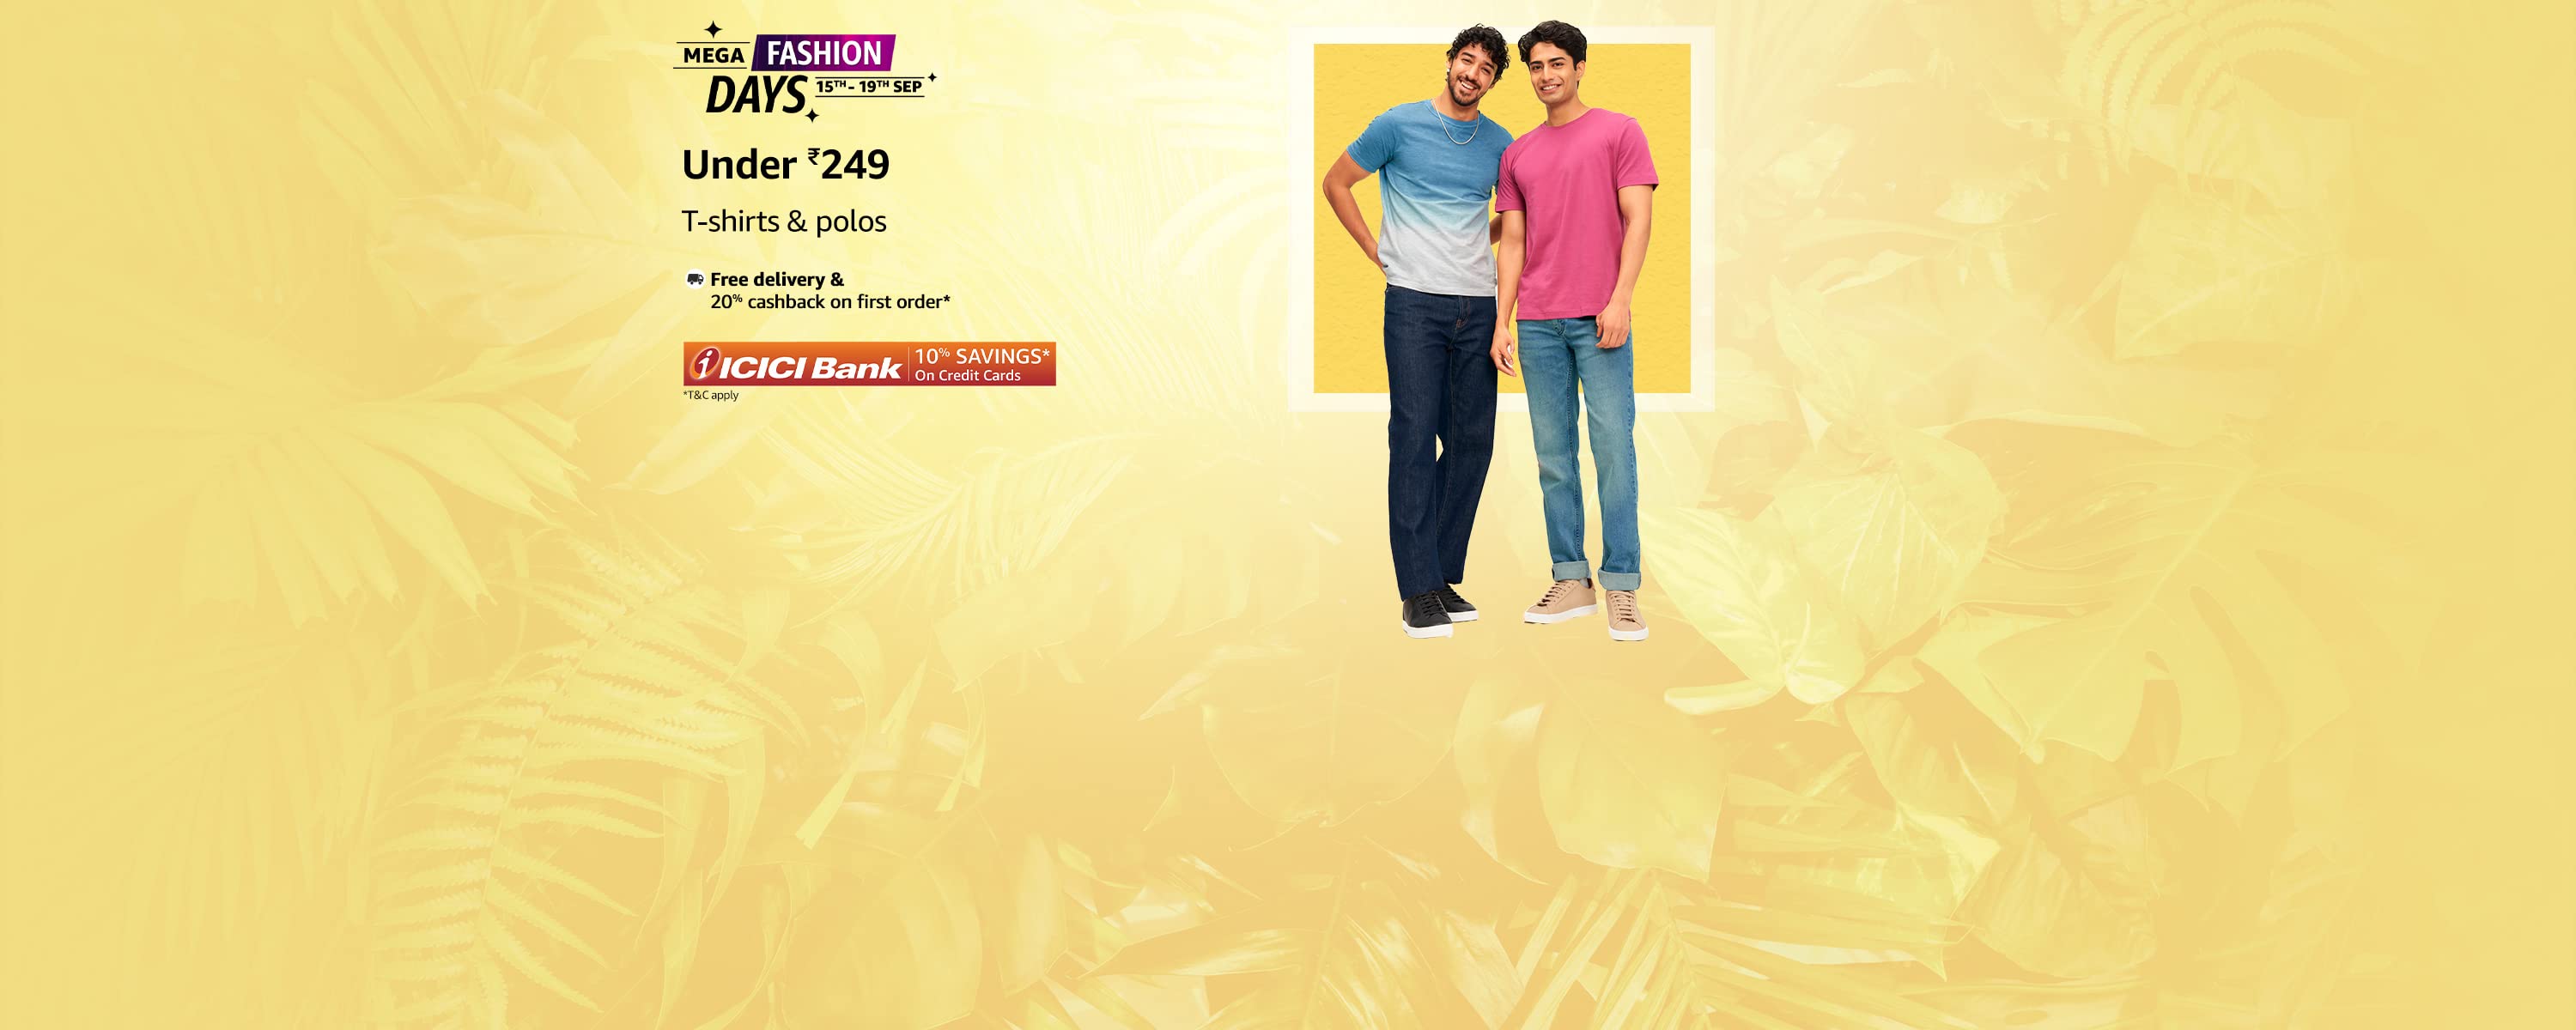 MEGA FASHION
DAYS 15TH - 19TH SEP
Under ₹249
T-shirts & polos
Free delivery &
20% cashback on first order*
i ICICI Bank
10% SAVINGS*
On Credit Cards
*T&C apply